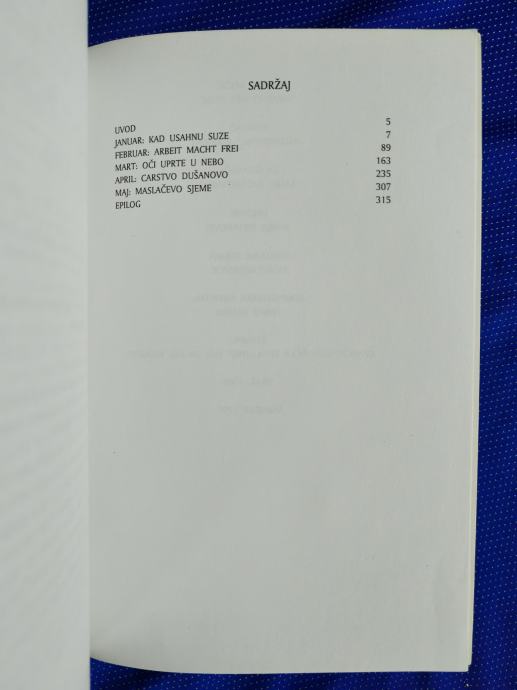 SADRŽAJ
UVOD 5
JANUAR: KAD USAHNU SUZE 7
FEBRUAR: ARBEIT MACHT FREI 89
MART: OČI UPRTE U NEBO 163
APRIL: CARSTVO DUŠANOVO 235
MAJ: MASLAČEVO SJEME 307
EPILOG 315